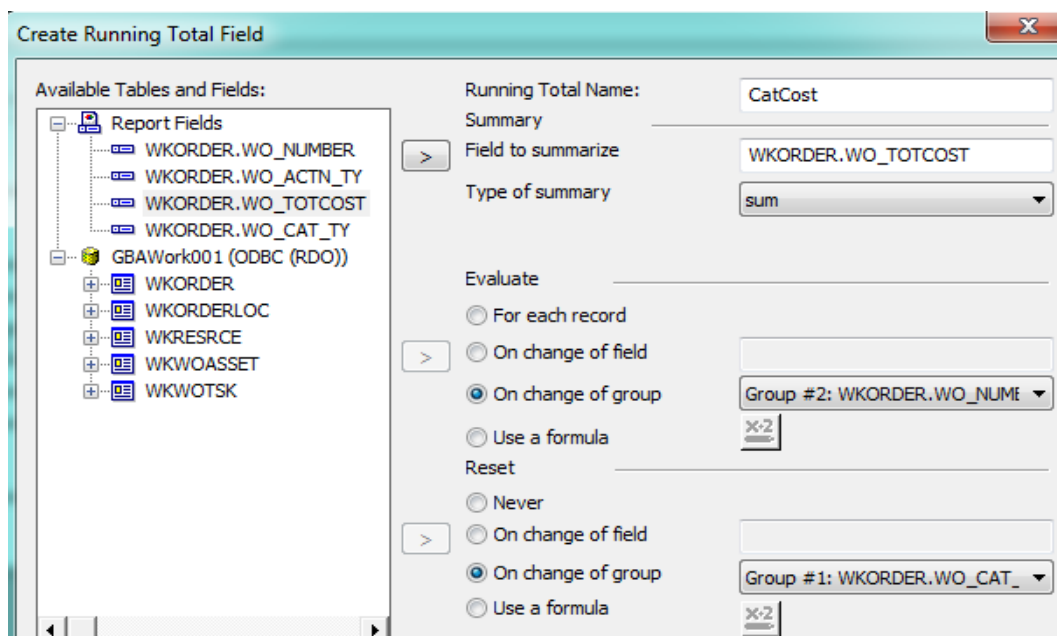 Create Running Total Field
Available Tables and Fields:
Report Fields
WKORDER.WO_NUMBER
WKORDER.WO_ACTN_TY
WKORDER.WO_TOTCOST
WKORDER.WO_CAT_TY
GBAWork001 (ODBC (RDO))
WKORDER
WKORDERLOC
WKRESRCE
WKWOASSET
WKWOTSK
Running Total Name:
CatCost
Summary
>
Field to summarize
WKORDER.WO_TOTCOST
Type of summary
sum
Evaluate
For each record
>
On change of field
On change of group
Group #2: WKORDER.WO_NUME
Use a formula
X+2
Reset
Never
>
On change of field
On change of group
Group #1: WKORDER.WO_CAT_
Use a formula
X+2